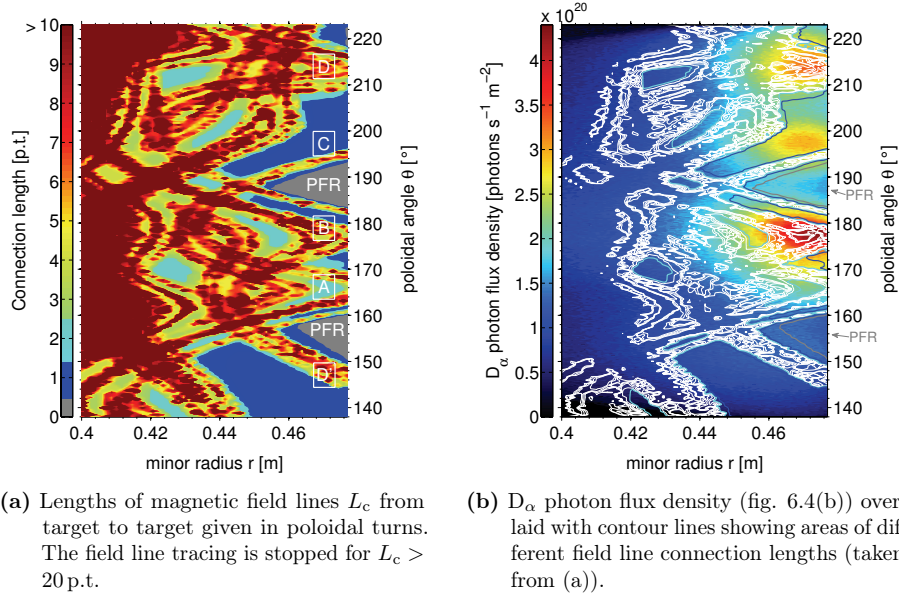 > 10
9
8
7
6
5
4
3
2
1
0
Connection length [p.t.]
D
C
PFR
B
A
PFR
D'
220
210
200
190
180
170
160
150
140
poloidal angle θ [°]
0.4
0.42
0.44
0.46
minor radius r [m]
x 10²⁰
4
3.5
3
2.5
2
1.5
1
0.5
0
Dα photon flux density [photons s⁻¹ m⁻²]
220
210
200
190
180
170
160
150
140
PFR
PFR
poloidal angle θ [°]
0.4
0.42
0.44
0.46
minor radius r [m]
(a) Lengths of magnetic field lines Lc from
target to target given in poloidal turns.
The field line tracing is stopped for Lc >
20 p.t.
(b) Dα photon flux density (fig. 6.4(b)) over
laid with contour lines showing areas of dif
ferent field line connection lengths (taken
from (a)).